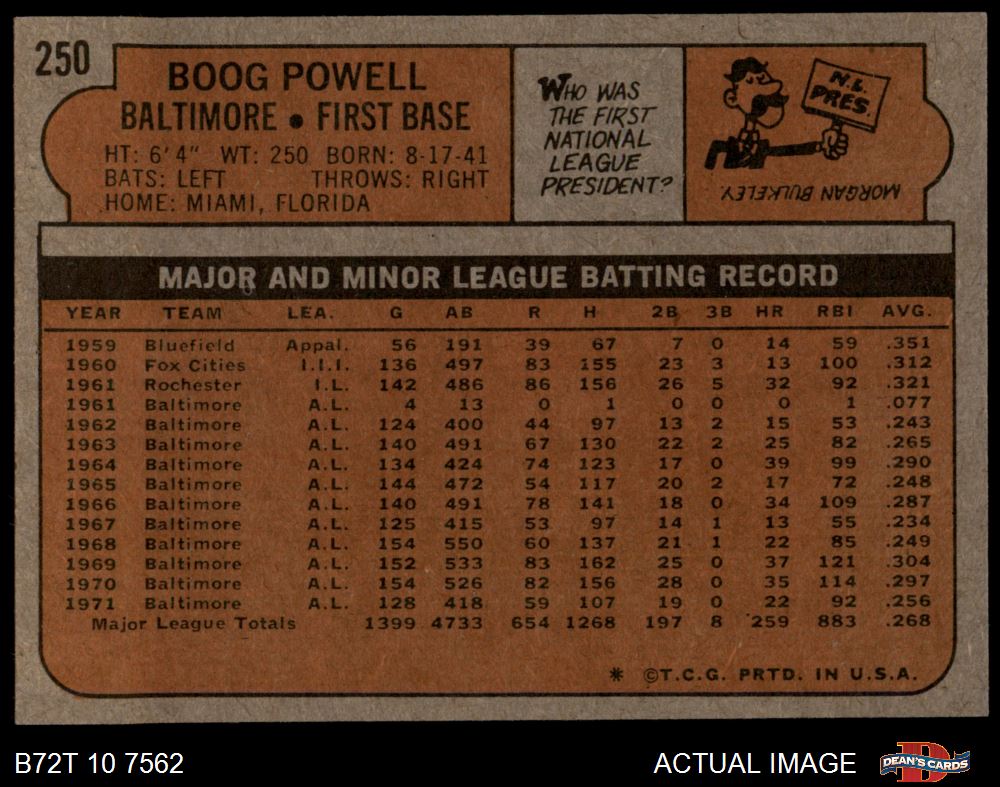 250
BOOG POWELL
BALTIMORE • FIRST BASE
HT: 6'4" WT: 250 BORN: 8-17-41
BATS: LEFT THROWS: RIGHT
HOME: MIAMI, FLORIDA
WHO WAS
THE FIRST
NATIONAL
LEAGUE
PRESIDENT?
N.L.
PRES.
MORGAN BULKELEY
MAJOR AND MINOR LEAGUE BATTING RECORD
YEAR TEAM LEA. G AB R H 2B 3B HR RBI AVG.
1959 Bluefield Appal. 56 191 39 67 7 0 14 59 .351
1960 Fox Cities I.I.I. 136 497 83 155 23 3 13 100 .312
1961 Rochester I.L. 142 486 86 156 26 5 32 92 .321
1961 Baltimore A.L. 4 13 0 1 0 0 0 1 .077
1962 Baltimore A.L. 124 400 44 97 13 2 15 53 .243
1963 Baltimore A.L. 140 491 67 130 22 2 25 82 .265
1964 Baltimore A.L. 134 424 74 123 17 0 39 99 .290
1965 Baltimore A.L. 144 472 54 117 20 2 17 72 .248
1966 Baltimore A.L. 140 491 78 141 18 0 34 109 .287
1967 Baltimore A.L. 125 415 53 97 14 1 13 55 .234
1968 Baltimore A.L. 154 550 60 137 21 1 22 85 .249
1969 Baltimore A.L. 152 533 83 162 25 0 37 121 .304
1970 Baltimore A.L. 154 526 82 156 28 0 35 114 .297
1971 Baltimore A.L. 128 418 59 107 19 0 22 92 .256
Major League Totals 1399 4733 654 1268 197 8 259 883 .268
* ©T.C.G. PRTD. IN U.S.A.
B72T 10 7562
ACTUAL IMAGE
D
DEAN'S CARDS